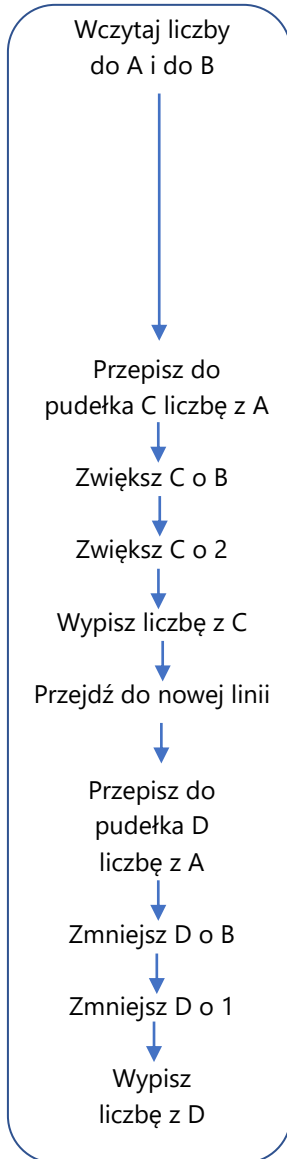 Wczytaj liczby
do A i do B
Przepisz do
pudełka C liczbę z A
Zwiększ C o B
Zwiększ C o 2
Wypisz liczbę z C
Przejdź do nowej linii
Przepisz do
pudełka D
liczbę z A
Zmniejsz D o B
Zmniejsz D o 1
Wypisz
liczbę z D